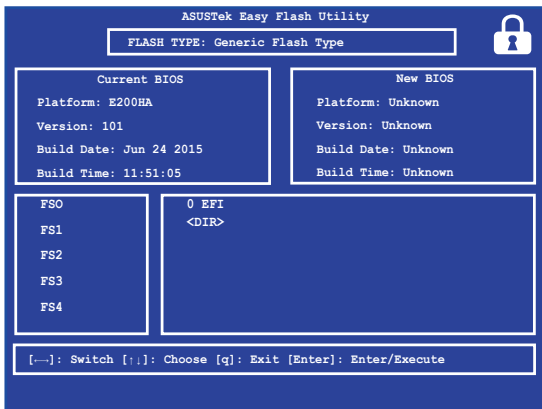 ASUSTek Easy Flash Utility
FLASH TYPE: Generic Flash Type
Current BIOS
Platform: E200HA
Version: 101
Build Date: Jun 24 2015
Build Time: 11:51:05
New BIOS
Platform: Unknown
Version: Unknown
Build Date: Unknown
Build Time: Unknown
FSO
FS1
FS2
FS3
FS4
0 EFI
<DIR>
[←→]: Switch [↑↓]: Choose [q]: Exit [Enter]: Enter/Execute